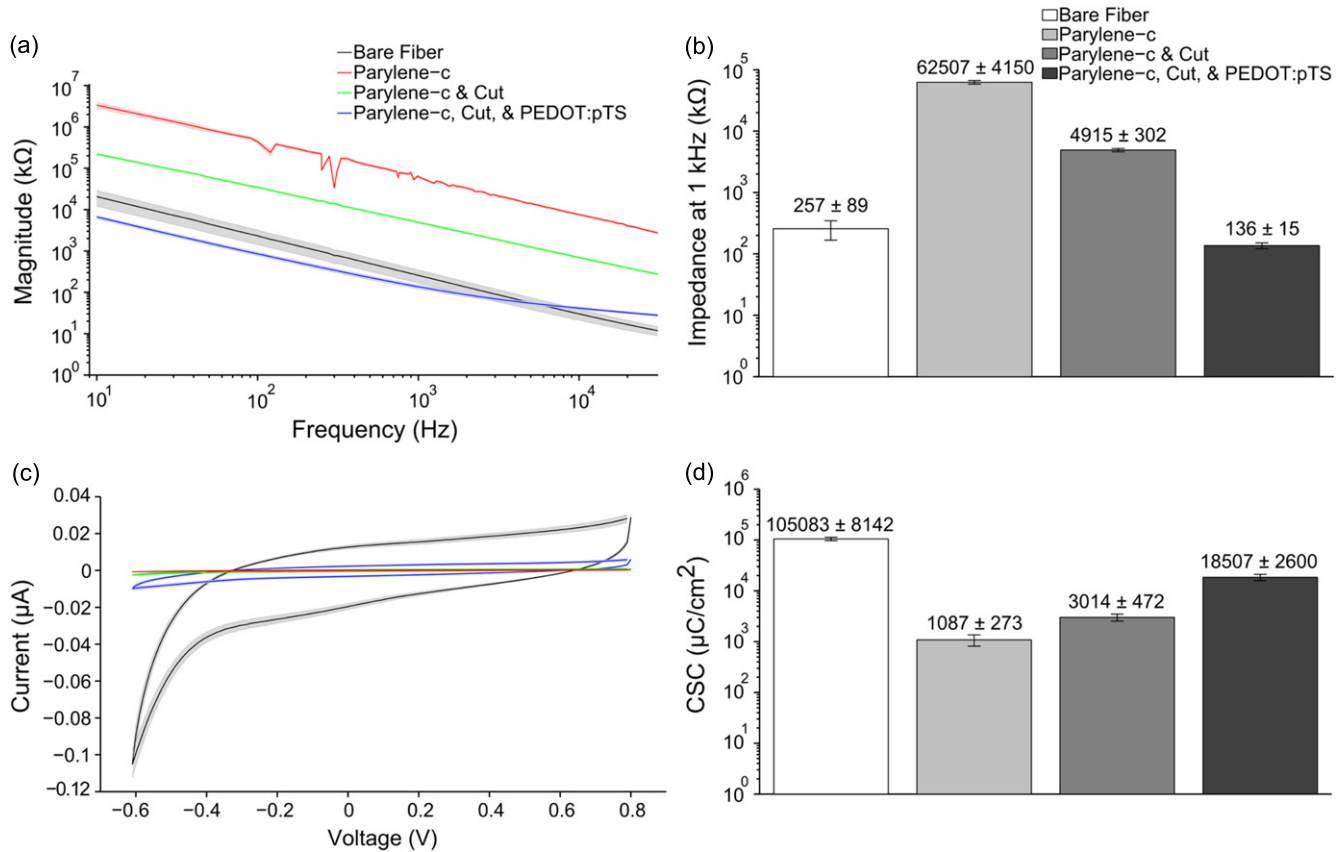 (a)
Bare Fiber
Parylene−c
Parylene−c & Cut
Parylene−c, Cut, & PEDOT:pTS
10^7
10^6
10^5
10^4
10^3
10^2
10^1
10^0
Magnitude (kΩ)
10^1 10^2 10^3 10^4
Frequency (Hz)
(b)
Bare Fiber
Parylene−c
Parylene−c & Cut
Parylene−c, Cut, & PEDOT:pTS
10^5
10^4
10^3
10^2
10^1
10^0
Impedance at 1 kHz (kΩ)
257 ± 89
62507 ± 4150
4915 ± 302
136 ± 15
(c)
0.04
0.02
0
−0.02
−0.04
−0.06
−0.08
−0.1
−0.12
Current (µA)
−0.6 −0.4 −0.2 0 0.2 0.4 0.6 0.8
Voltage (V)
(d)
10^6
10^5
10^4
10^3
10^2
10^1
10^0
CSC (µC/cm^2)
105083 ± 8142
1087 ± 273
3014 ± 472
18507 ± 2600